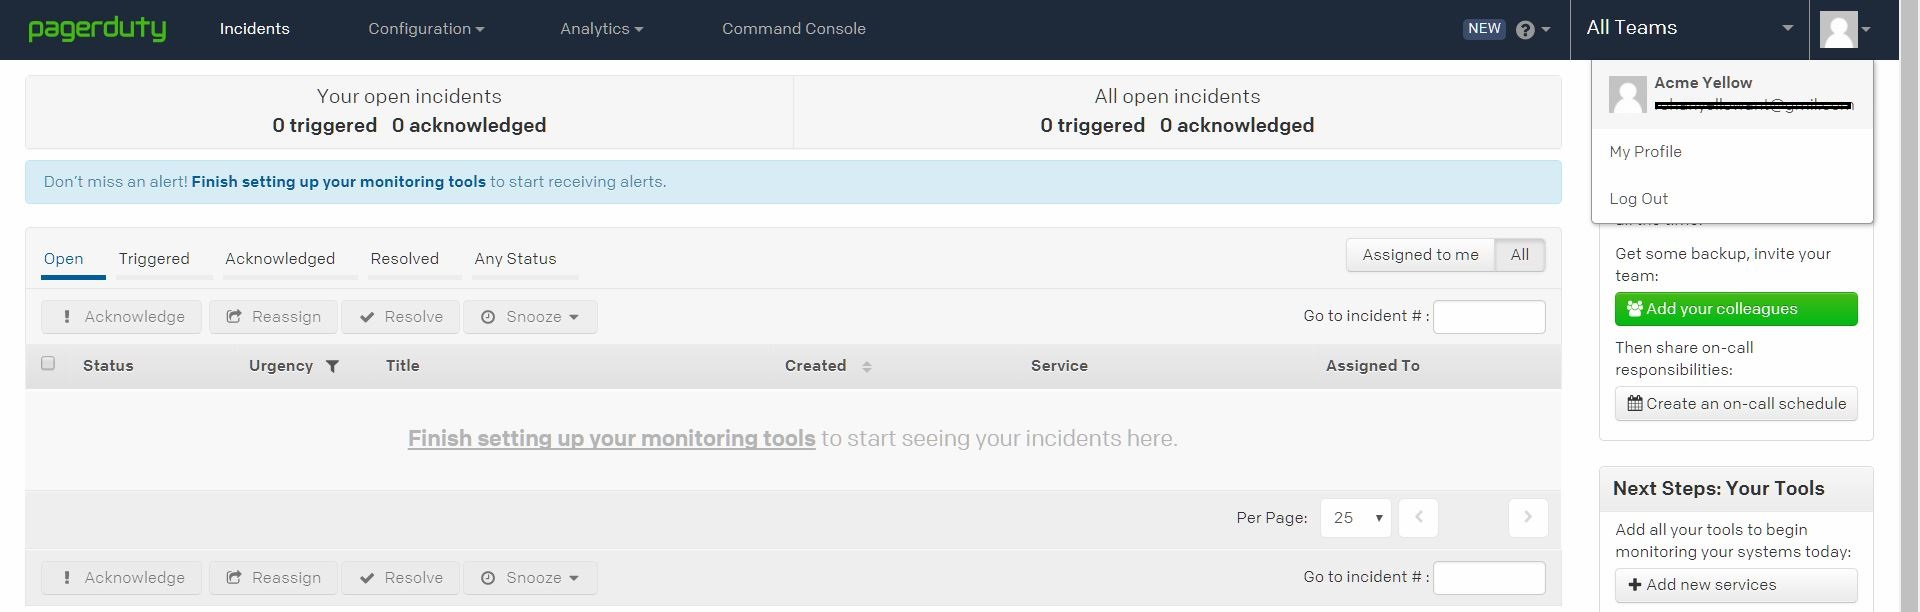 pagerduty Incidents Configuration Analytics Command Console NEW ? All Teams
Acme Yellow
My Profile
Log Out
Your open incidents
0 triggered 0 acknowledged
All open incidents
0 triggered 0 acknowledged
Don't miss an alert! Finish setting up your monitoring tools to start receiving alerts.
Open Triggered Acknowledged Resolved Any Status
Assigned to me All
! Acknowledge Reassign Resolve Snooze
Go to incident # :
Status Urgency Title Created Service Assigned To
Finish setting up your monitoring tools to start seeing your incidents here.
Per Page: 25
! Acknowledge Reassign Resolve Snooze
Go to incident # :
Get some backup, invite your
team:
Add your colleagues
Then share on-call
responsibilities:
Create an on-call schedule
Next Steps: Your Tools
Add all your tools to begin
monitoring your systems today:
+ Add new services